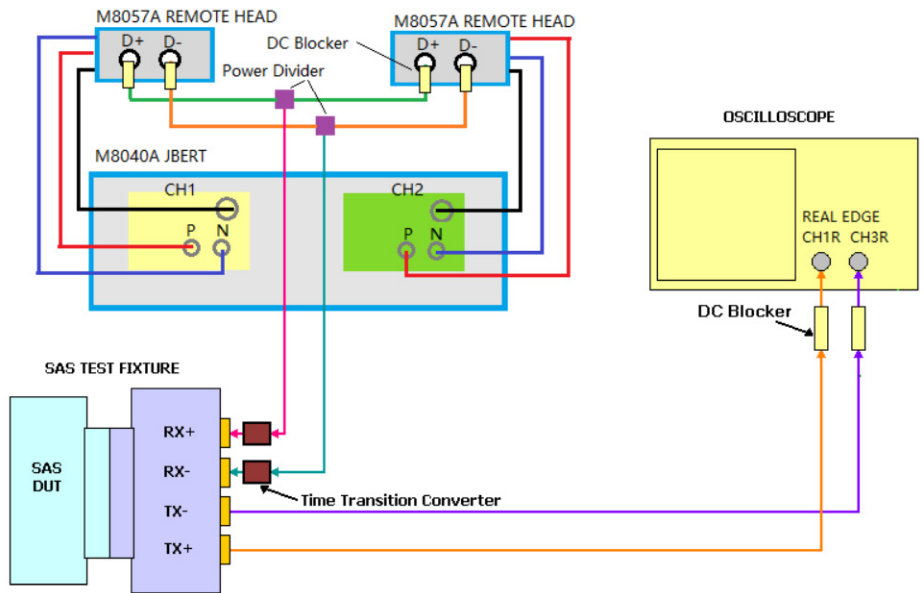 M8057A REMOTE HEAD
D+ D-
DC Blocker
Power Divider
M8057A REMOTE HEAD
D+ D-
M8040A JBERT
CH1
P N
CH2
P N
OSCILLOSCOPE
REAL EDGE
CH1R CH3R
DC Blocker
SAS TEST FIXTURE
SAS
DUT
RX+
RX-
TX-
TX+
Time Transition Converter